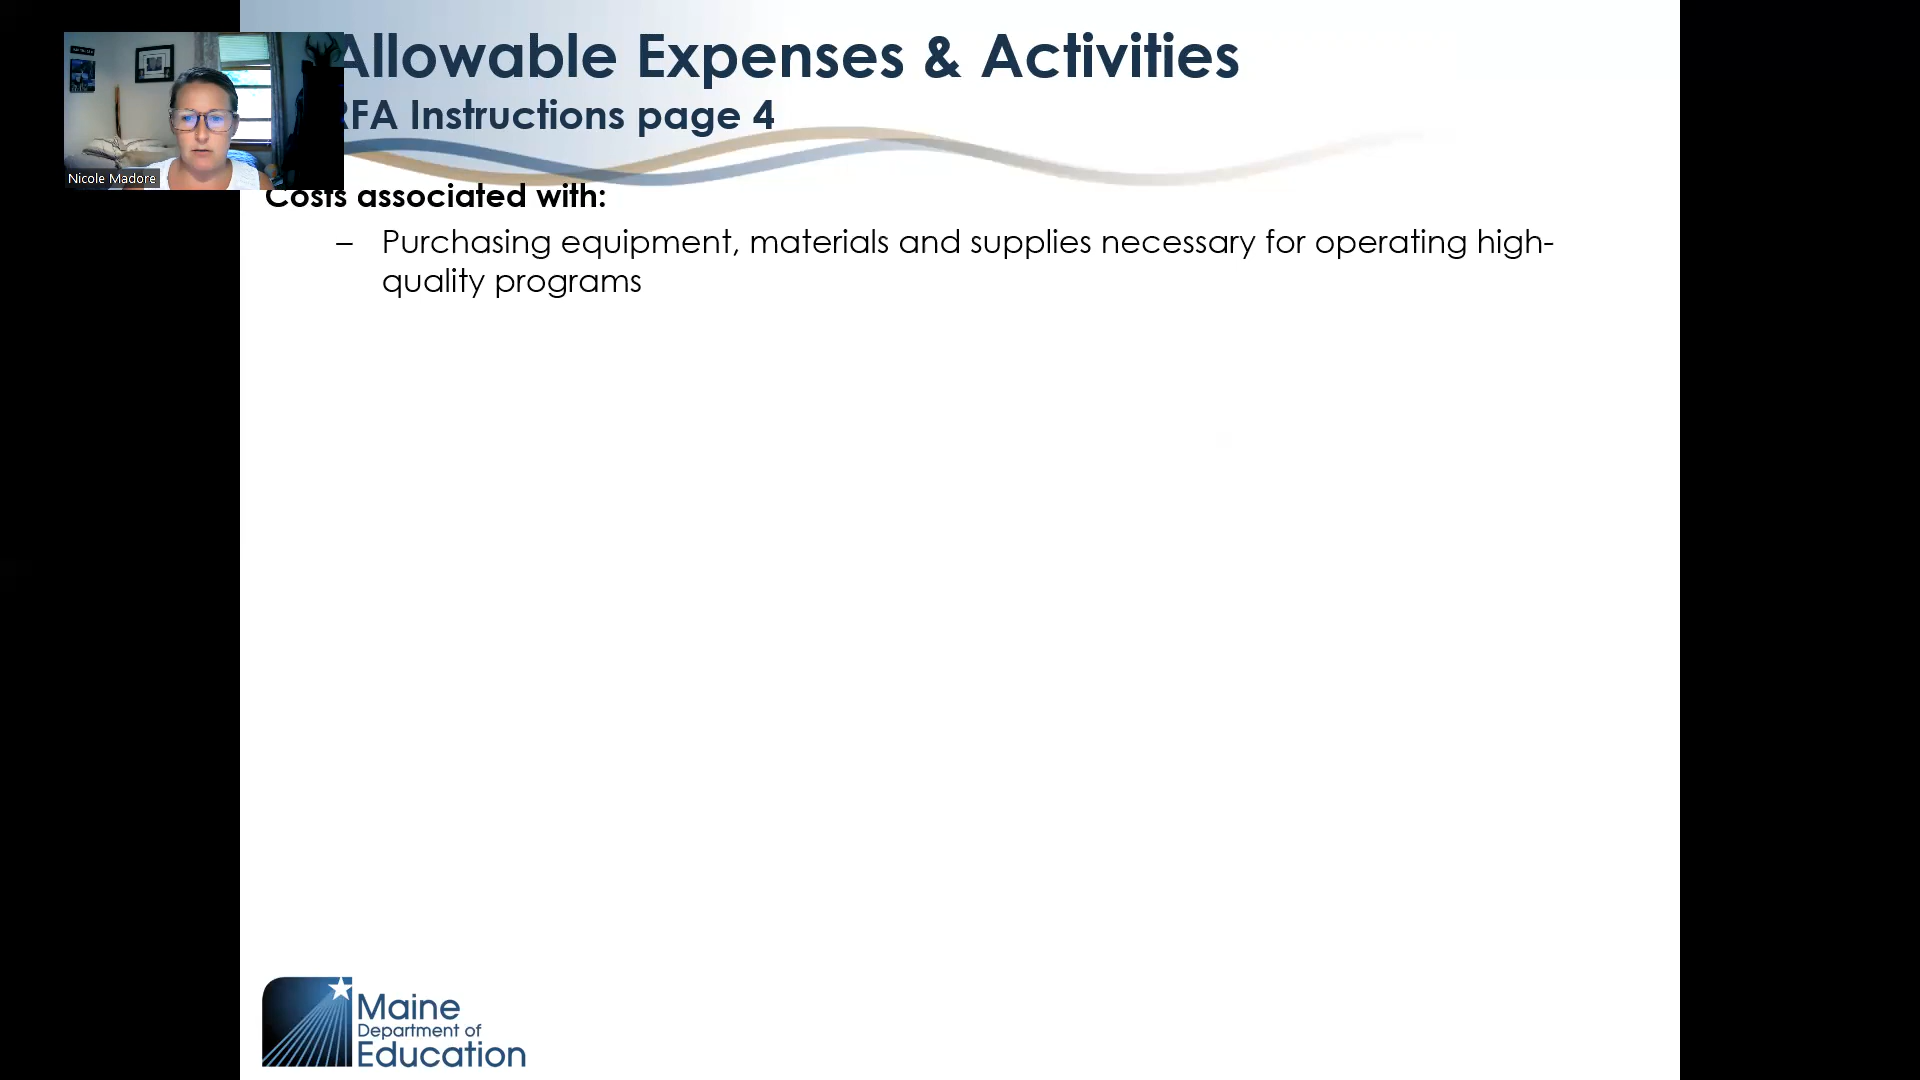 Allowable Expenses & Activities
RFA Instructions page 4
Nicole Madore
Costs associated with:
– Purchasing equipment, materials and supplies necessary for operating high-
quality programs
Maine
Department of
Education